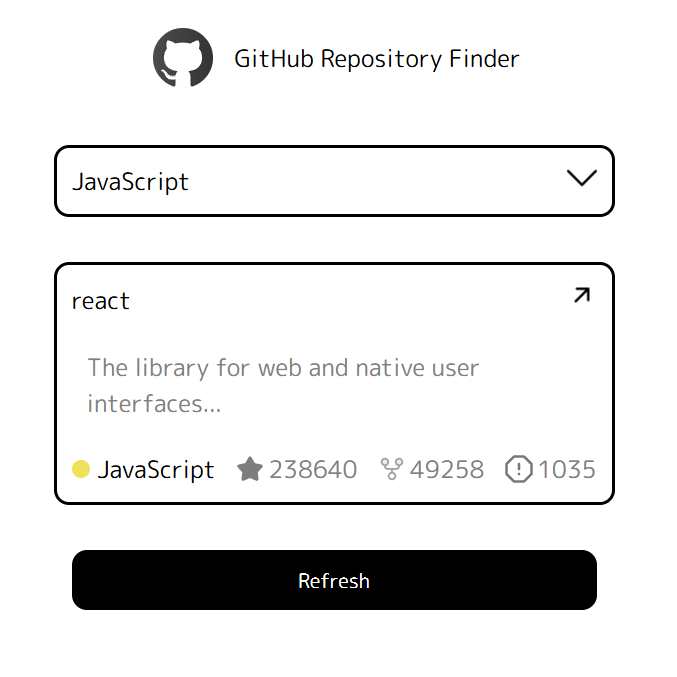 GitHub Repository Finder
JavaScript
react
The library for web and native user
interfaces...
JavaScript 238640 49258 1035
Refresh